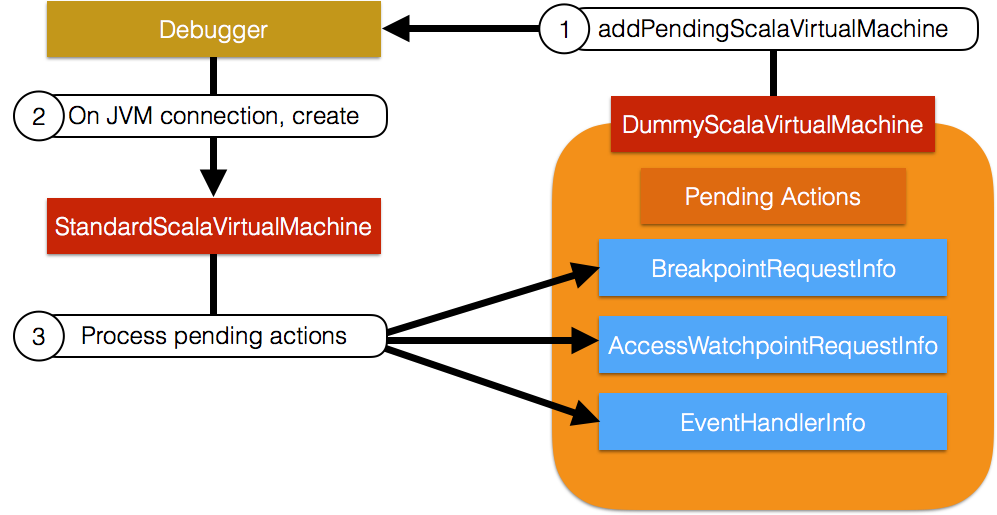 Debugger
1 addPendingScalaVirtualMachine
2 On JVM connection, create
DummyScalaVirtualMachine
Pending Actions
StandardScalaVirtualMachine
BreakpointRequestInfo
3 Process pending actions
AccessWatchpointRequestInfo
EventHandlerInfo